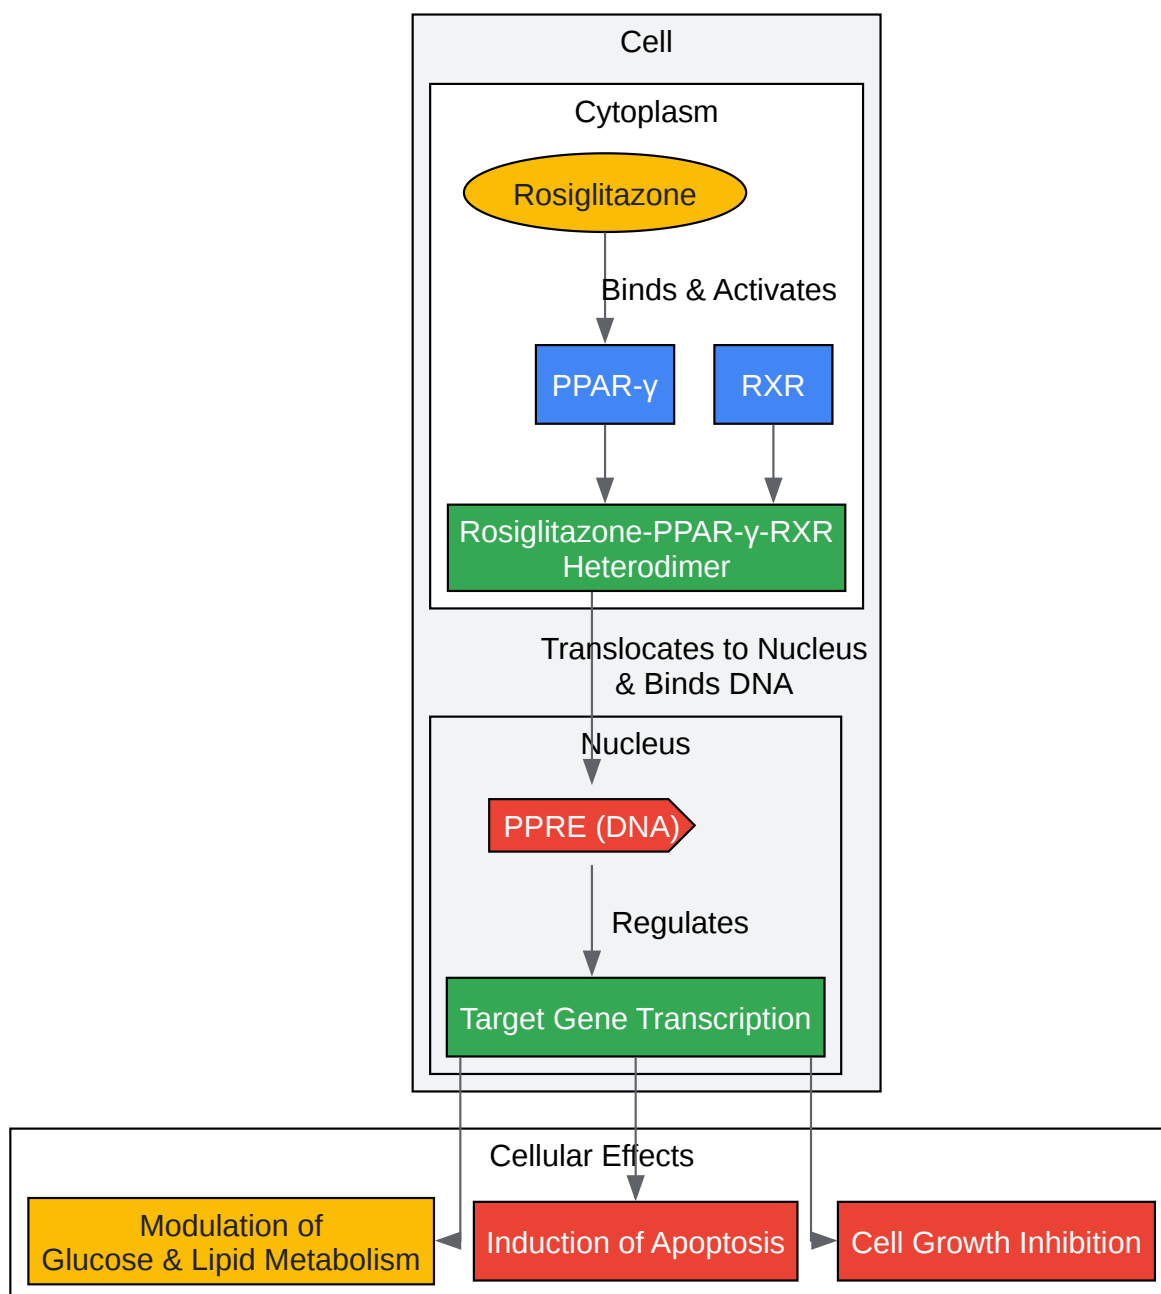 Cell
Cytoplasm
Rosiglitazone
Binds & Activates
PPAR-γ
RXR
Rosiglitazone-PPAR-γ-RXR
Heterodimer
Translocates to Nucleus
& Binds DNA
Nucleus
PPRE (DNA)
Regulates
Target Gene Transcription
Cellular Effects
Modulation of
Glucose & Lipid Metabolism
Induction of Apoptosis
Cell Growth Inhibition